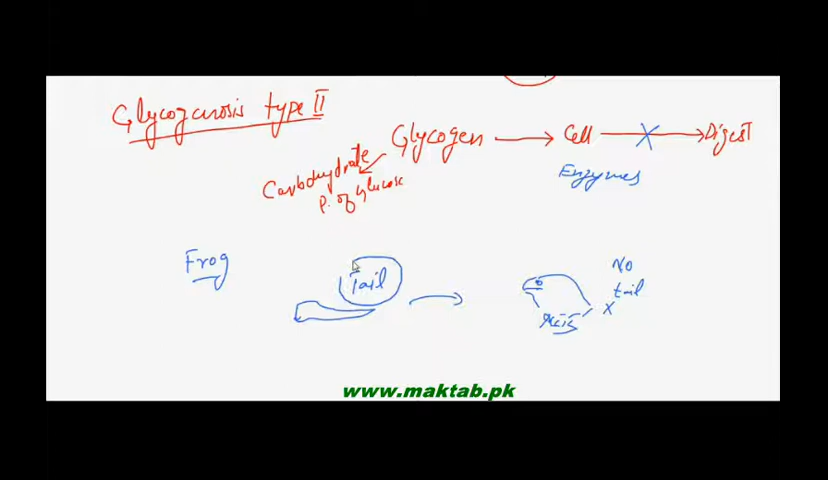 Glycogenosis type II
Glycogen → Cell → Digest
Enzymes
Carbohydrate
P. of Glucose
Frog
Tail
No
tail
x
www.maktab.pk